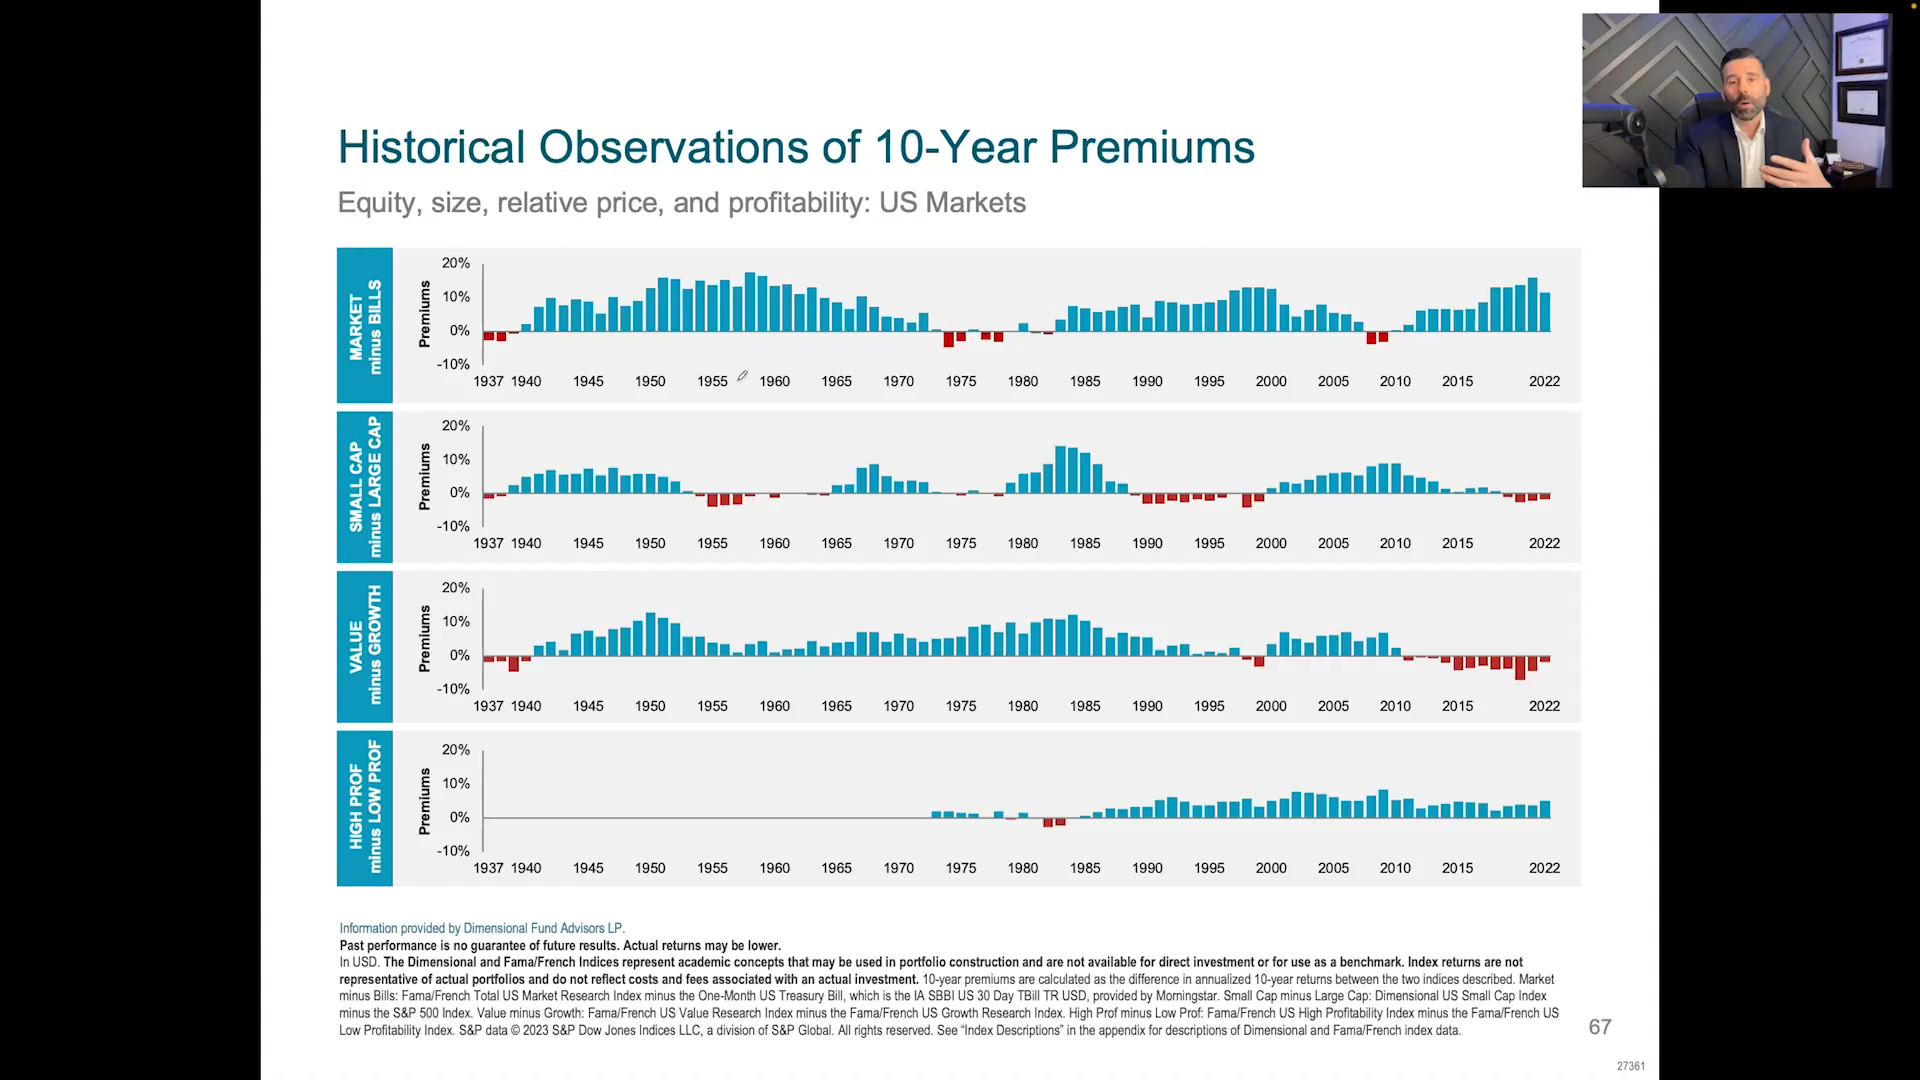 Historical Observations of 10-Year Premiums
Equity, size, relative price, and profitability: US Markets
MARKET
minus BILLS
Premiums
20%
10%
0%
-10%
1937 1940 1945 1950 1955 1960 1965 1970 1975 1980 1985 1990 1995 2000 2005 2010 2015 2022
SMALL CAP
minus LARGE CAP
Premiums
20%
10%
0%
-10%
1937 1940 1945 1950 1955 1960 1965 1970 1975 1980 1985 1990 1995 2000 2005 2010 2015 2022
VALUE
minus GROWTH
Premiums
20%
10%
0%
-10%
1937 1940 1945 1950 1955 1960 1965 1970 1975 1980 1985 1990 1995 2000 2005 2010 2015 2022
HIGH PROF
minus LOW PROF
Premiums
20%
10%
0%
-10%
1937 1940 1945 1950 1955 1960 1965 1970 1975 1980 1985 1990 1995 2000 2005 2010 2015 2022
Information provided by Dimensional Fund Advisors LP.
Past performance is no guarantee of future results. Actual returns may be lower.
In USD. The Dimensional and Fama/French Indices represent academic concepts that may be used in portfolio construction and are not available for direct investment or for use as a benchmark. Index returns are not
representative of actual portfolios and do not reflect costs and fees associated with an actual investment. 10-year premiums are calculated as the difference in annualized 10-year returns between the two indices described. Market
minus Bills: Fama/French Total US Market Research Index minus the One-Month US Treasury Bill, which is the IA SBBI US 30 Day TBill TR USD, provided by Morningstar. Small Cap minus Large Cap: Dimensional US Small Cap Index
minus the S&P 500 Index. Value minus Growth: Fama/French US Value Research Index minus the Fama/French US Growth Research Index. High Prof minus Low Prof: Fama/French US High Profitability Index minus the Fama/French US
Low Profitability Index. S&P data © 2023 S&P Dow Jones Indices LLC, a division of S&P Global. All rights reserved. See “Index Descriptions” in the appendix for descriptions of Dimensional and Fama/French index data.
67
27361